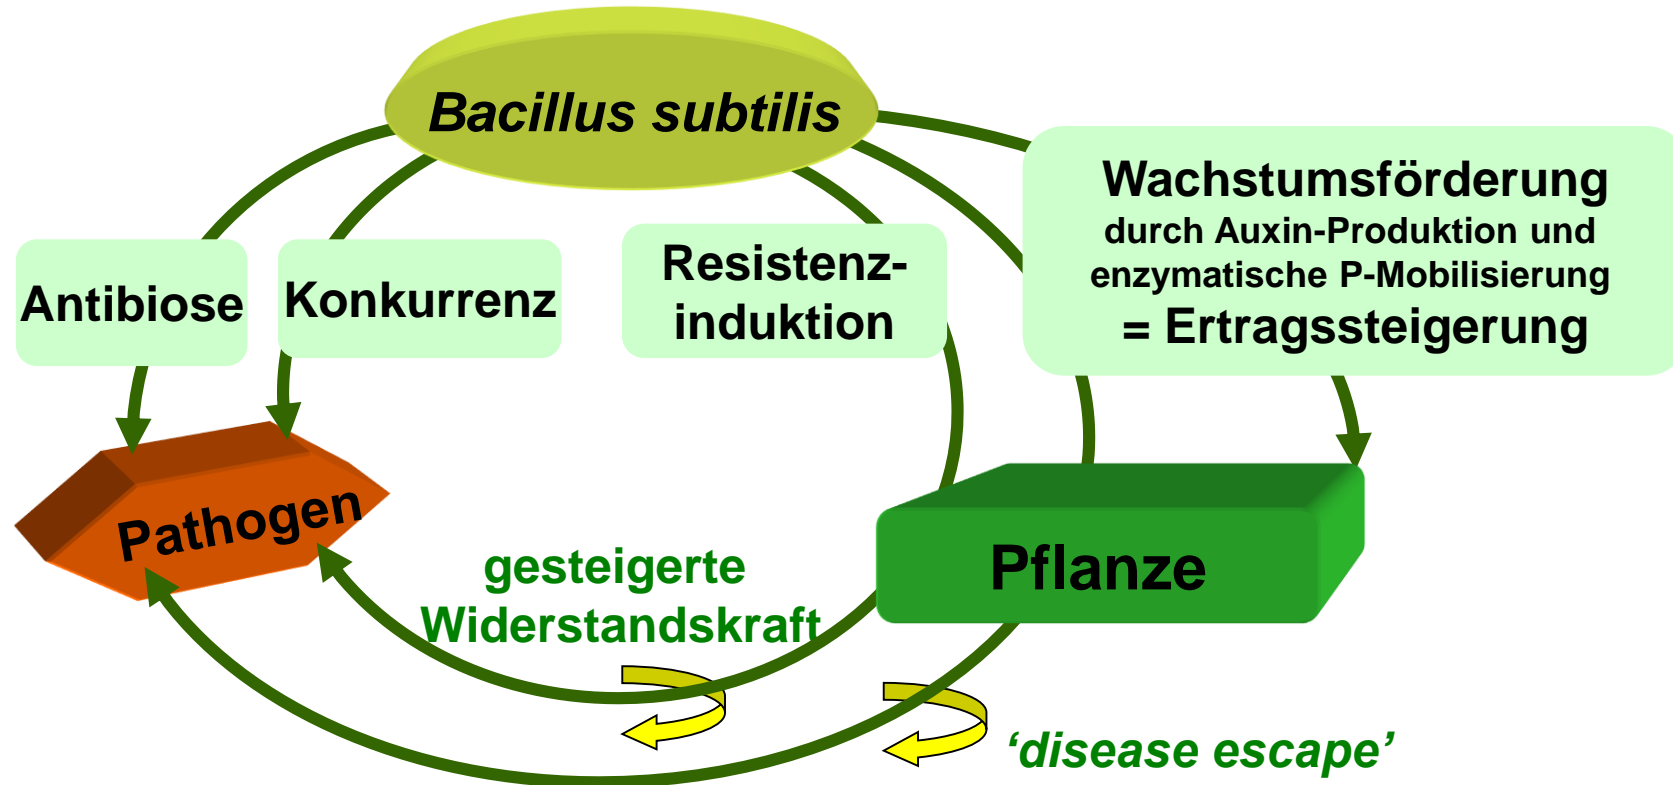 Bacillus subtilis
Antibiose
Konkurrenz
Resistenz-
induktion
Wachstumsförderung
durch Auxin-Produktion und
enzymatische P-Mobilisierung
= Ertragssteigerung
Pathogen
gesteigerte
Widerstandskraft
Pflanze
‘disease escape’